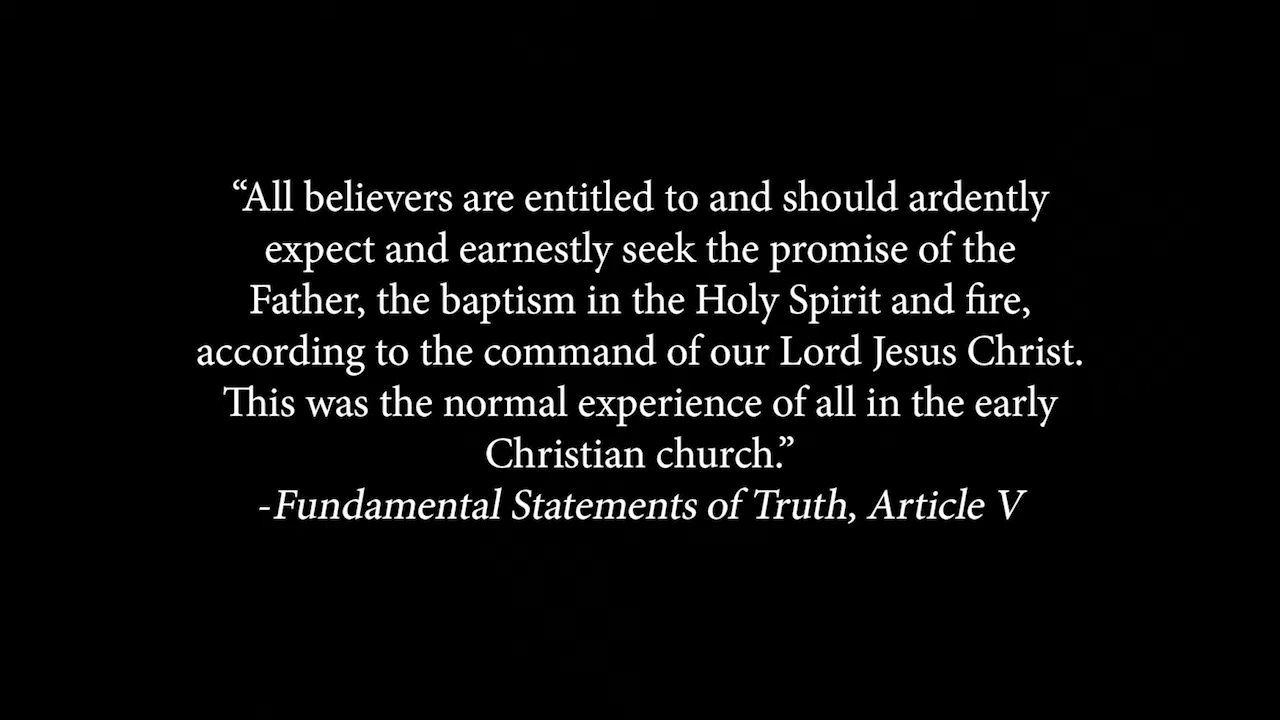 “All believers are entitled to and should ardently
expect and earnestly seek the promise of the
Father, the baptism in the Holy Spirit and fire,
according to the command of our Lord Jesus Christ.
This was the normal experience of all in the early
Christian church.”
-Fundamental Statements of Truth, Article V